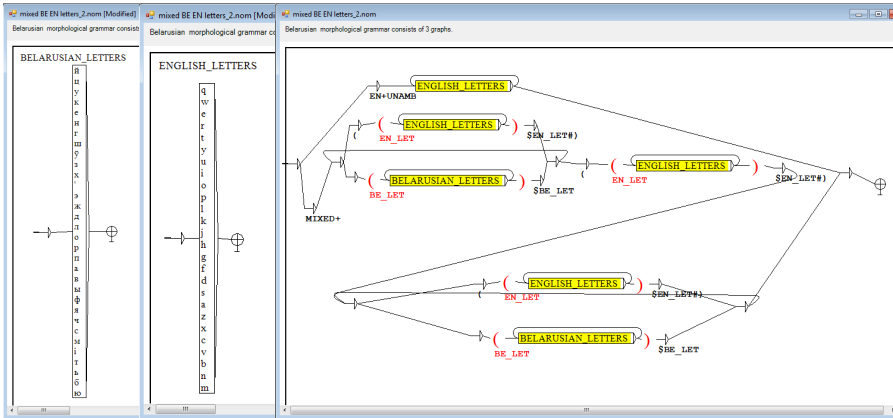 mixed BE EN letters_2.nom [Modified]
Belarusian morphological grammar consists
BELARUSIAN_LETTERS
й
ц
у
к
е
н
г
ш
ў
з
х
'
э
ж
д
л
о
р
п
а
в
ы
ф
я
ч
с
м
і
т
ь
б
ю
mixed BE EN letters_2.nom [Modi
Belarusian morphological grammar co
ENGLISH_LETTERS
q
w
e
r
t
y
u
i
o
p
l
k
j
h
g
f
d
s
a
z
x
c
v
b
n
m
mixed BE EN letters_2.nom
Belarusian morphological grammar consists of 3 graphs.
ENGLISH_LETTERS
EN+UNAMB
( ENGLISH_LETTERS )
( EN_LET $EN_LET#)
( ENGLISH_LETTERS )
( EN_LET $EN_LET#)
( BELARUSIAN_LETTERS )
BE_LET $BE_LET
MIXED+
( ENGLISH_LETTERS )
( EN_LET $EN_LET#)
( BELARUSIAN_LETTERS )
BE_LET $BE_LET